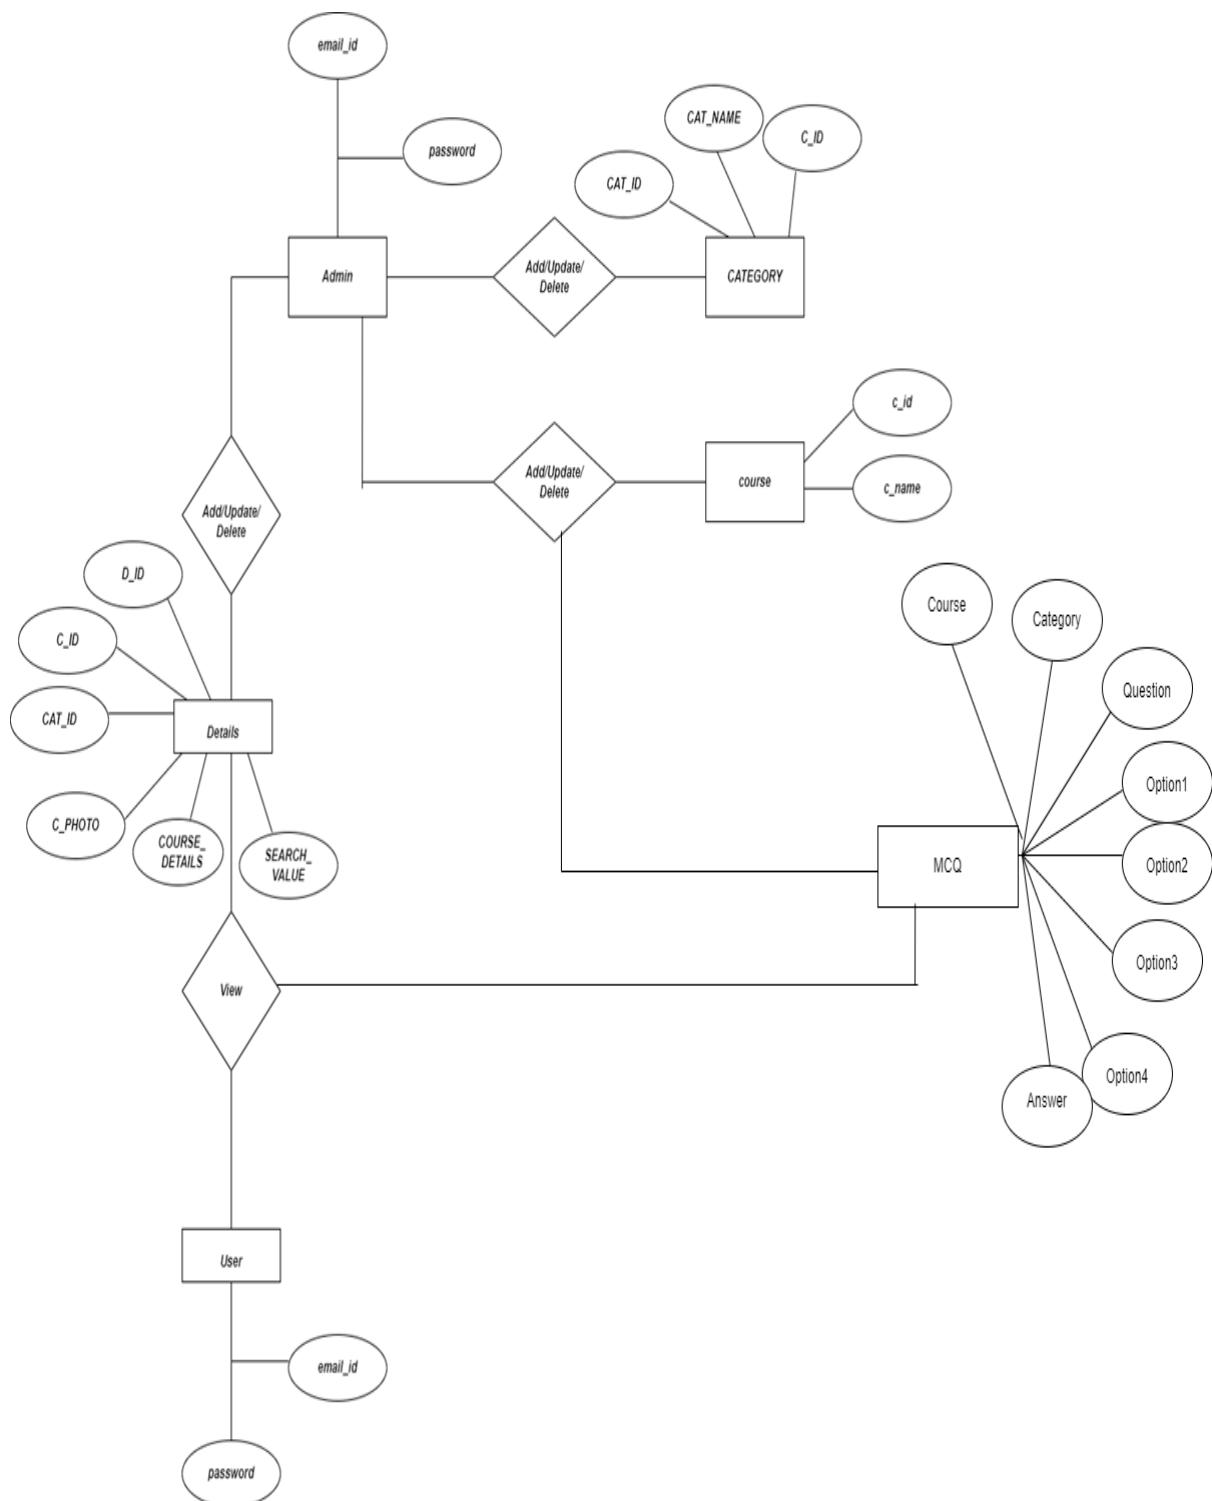 email_id
password
CAT_NAME
C_ID
CAT_ID
Admin
Add/Update/
Delete
CATEGORY
c_id
Add/Update/
Delete
course
c_name
Add/Update/
Delete
D_ID
C_ID
CAT_ID
Details
C_PHOTO
COURSE_
DETAILS
SEARCH_
VALUE
Course
Category
Question
Option1
MCQ
Option2
Option3
View
Option4
Answer
User
email_id
password